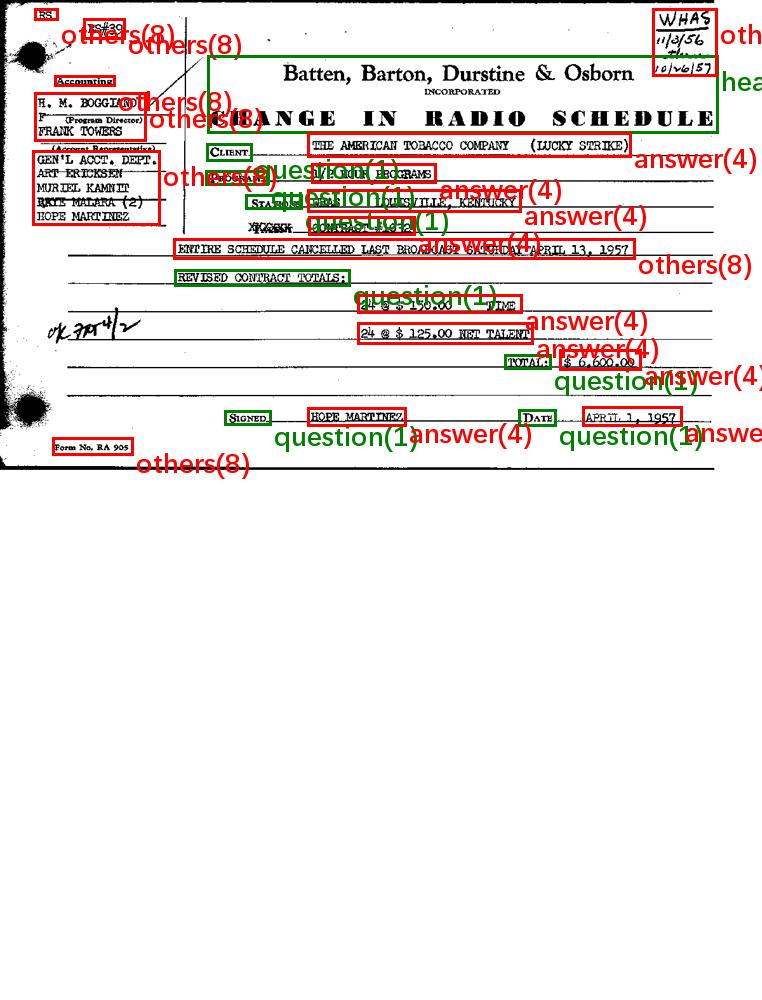 RS
RS#39
WHAS
11/3/56
thru
10/26/57
others(8)
others(8)
others(8)
others(8)
others(8)
oth
hea
Batten, Barton, Durstine & Osborn
INCORPORATED
CHANGE IN RADIO SCHEDULE
Accounting
H. M. BOGGIANO
F (Program Director)
FRANK TOWERS
(Account Representative)
GEN'L ACCT. DEPT.
ART ERICKSEN
MURIEL KAMNIT
FAYE MALARA (2)
HOPE MARTINEZ
CLIENT
question(1)
THE AMERICAN TOBACCO COMPANY (LUCKY STRIKE)
answer(4)
PROGRAM
question(1)
1/2 HOUR PROGRAMS
answer(4)
STATION
question(1)
WHAS LOUISVILLE, KENTUCKY
answer(4)
CONTRACT
answer(4)
ENTIRE SCHEDULE CANCELLED LAST BROADCAST SATURDAY APRIL 13, 1957
others(8)
REVISED CONTRACT TOTALS:
question(1)
24 @ $ 150.00 TIME
answer(4)
24 @ $ 125.00 NET TALENT
answer(4)
OK 4/2
TOTAL:
question(1)
$ 6,600.00
answer(4)
SIGNED
question(1)
HOPE MARTINEZ
answer(4)
DATE
question(1)
APRIL 1, 1957
answe
Form No. RA 905
others(8)